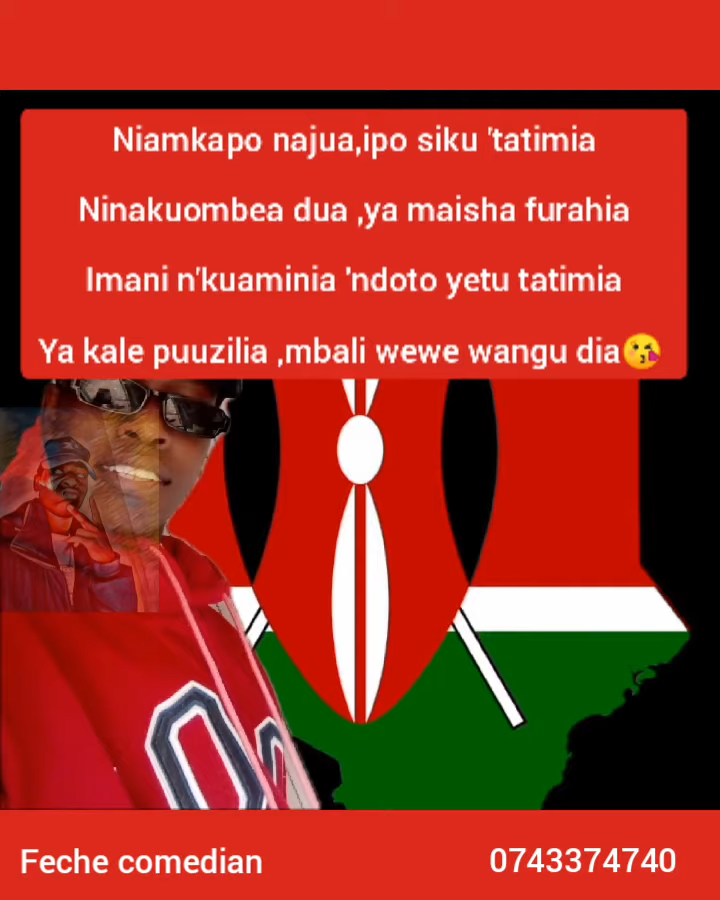 Niamkapo najua,ipo siku 'tatimia
Ninakuombea dua ,ya maisha furahia
Imani n'kuaminia 'ndoto yetu tatimia
Ya kale puuzilia ,mbali wewe wangu dia😘
Feche comedian
0743374740